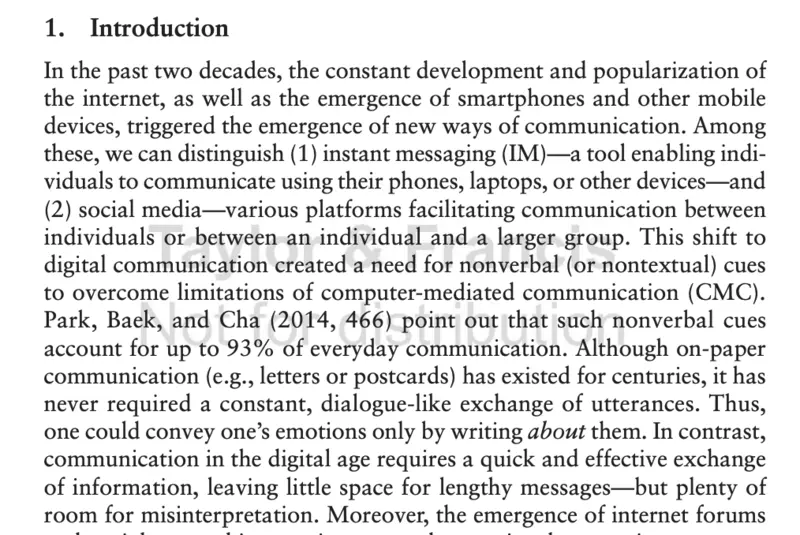 1. Introduction
In the past two decades, the constant development and popularization of
the internet, as well as the emergence of smartphones and other mobile
devices, triggered the emergence of new ways of communication. Among
these, we can distinguish (1) instant messaging (IM)—a tool enabling indi-
viduals to communicate using their phones, laptops, or other devices—and
(2) social media—various platforms facilitating communication between
individuals or between an individual and a larger group. This shift to
digital communication created a need for nonverbal (or nontextual) cues
to overcome limitations of computer-mediated communication (CMC).
Park, Baek, and Cha (2014, 466) point out that such nonverbal cues
account for up to 93% of everyday communication. Although on-paper
communication (e.g., letters or postcards) has existed for centuries, it has
never required a constant, dialogue-like exchange of utterances. Thus,
one could convey one's emotions only by writing about them. In contrast,
communication in the digital age requires a quick and effective exchange
of information, leaving little space for lengthy messages—but plenty of
room for misinterpretation. Moreover, the emergence of internet forums
Taylor & Francis
Not for distribution